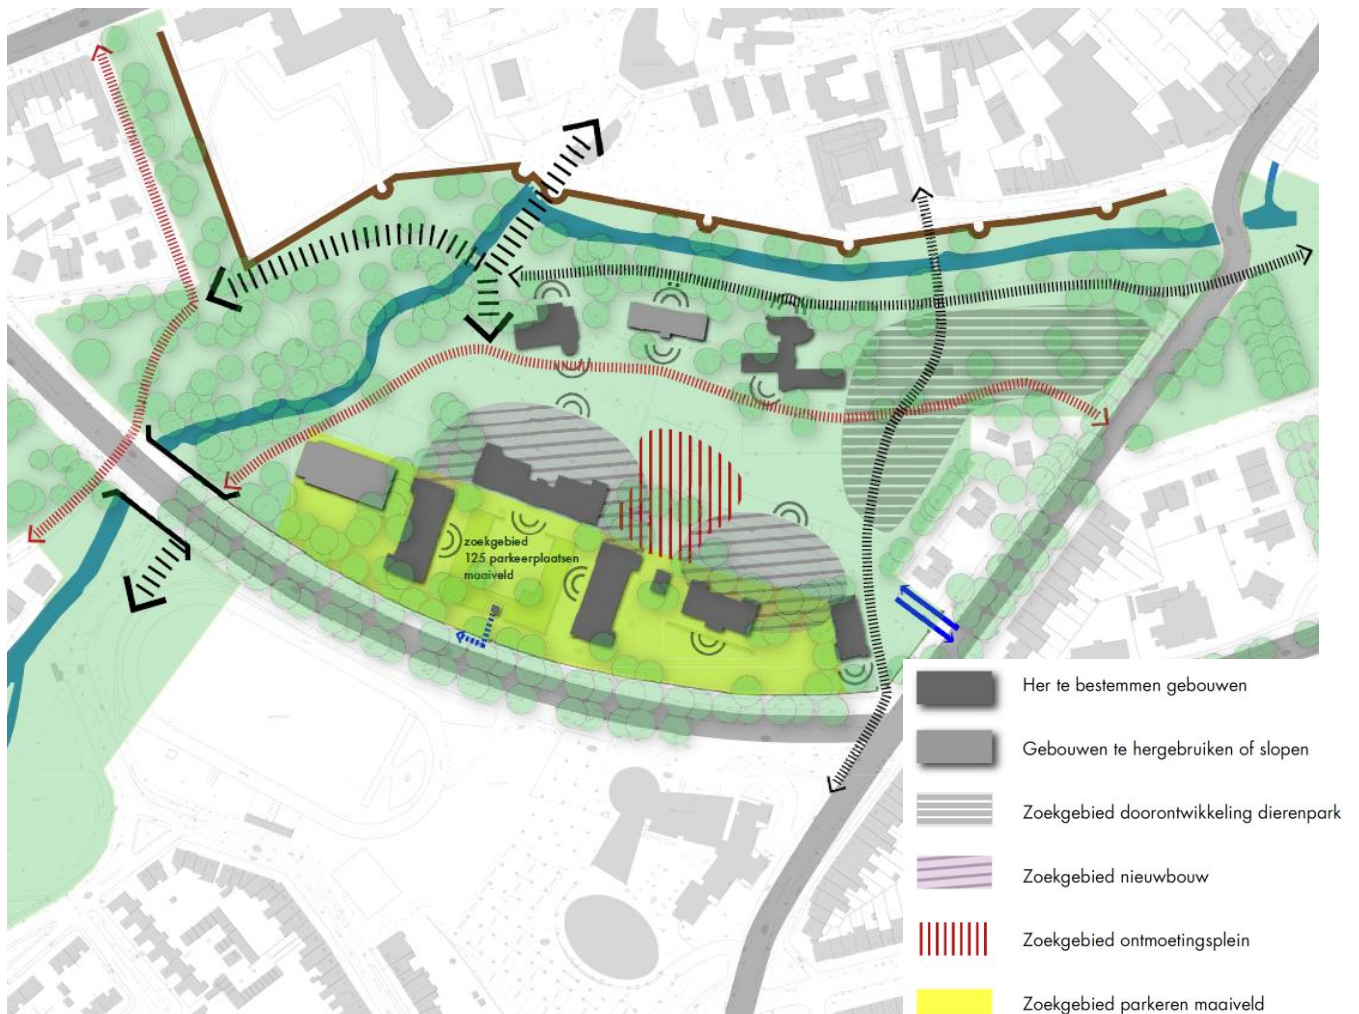 zoekgebied
125 parkeerplaatsen
maaiveld
Her te bestemmen gebouwen
Gebouwen te hergebruiken of slopen
Zoekgebied doorontwikkeling dierenpark
Zoekgebied nieuwbouw
Zoekgebied ontmoetingsplein
Zoekgebied parkeren maaiveld